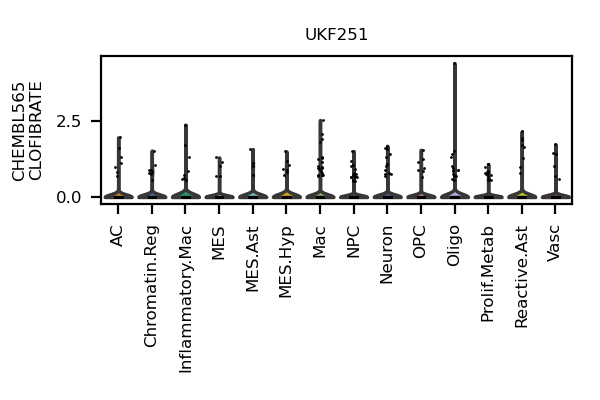 UKF251
CHEMBL565
CLOFIBRATE
2.5
0.0
AC
Chromatin.Reg
Inflammatory.Mac
MES
MES.Ast
MES.Hyp
Mac
NPC
Neuron
OPC
Oligo
Prolif.Metab
Reactive.Ast
Vasc